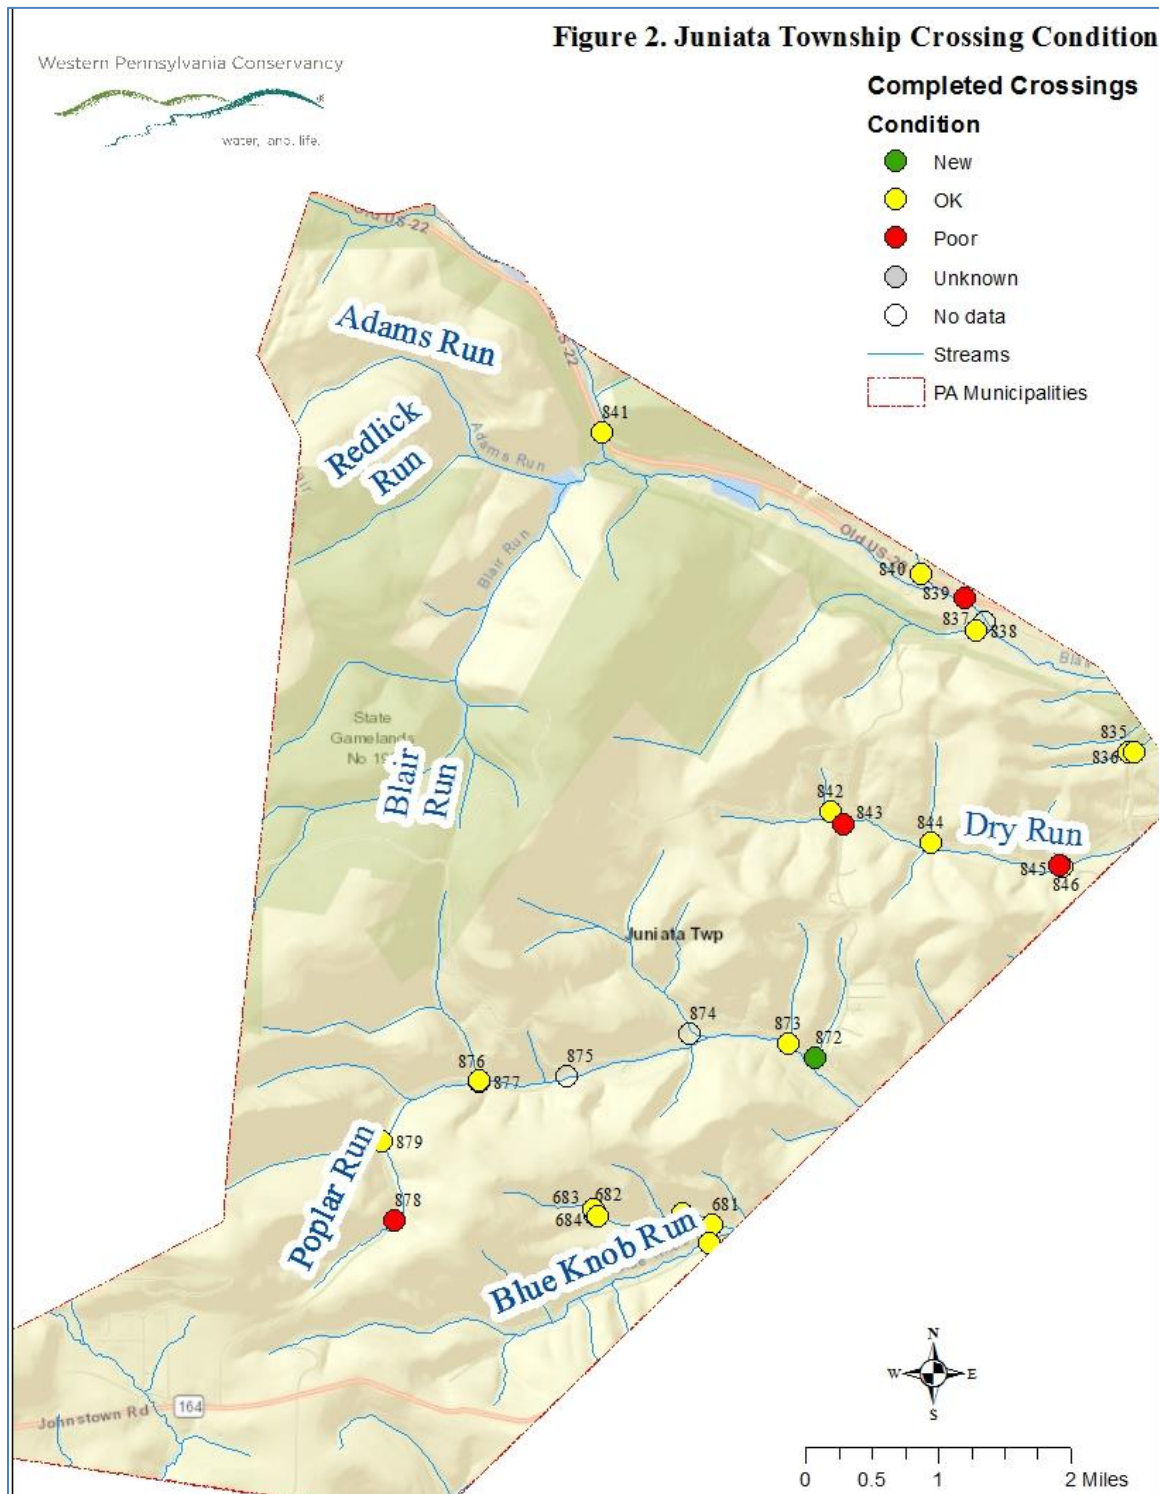 Figure 2. Juniata Township Crossing Condition
Western Pennsylvania Conservancy
water, land, life.
Completed Crossings
Condition
New
OK
Poor
Unknown
No data
Streams
PA Municipalities
Old US-22
Adams Run
US-22
841
Redlick
Run
Adams Run
Blair Run
Old US-22
840
839
837
838
Blair
State
Gamelands
No 19
Blair
Run
835
836
842
843
844
Dry Run
845
846
Juniata Twp
874
873
872
875
876
877
879
Poplar Run
878
683
682
684
681
Blue Knob Run
N
W
E
S
164
Johnstown Rd
0
0.5
1
2 Miles